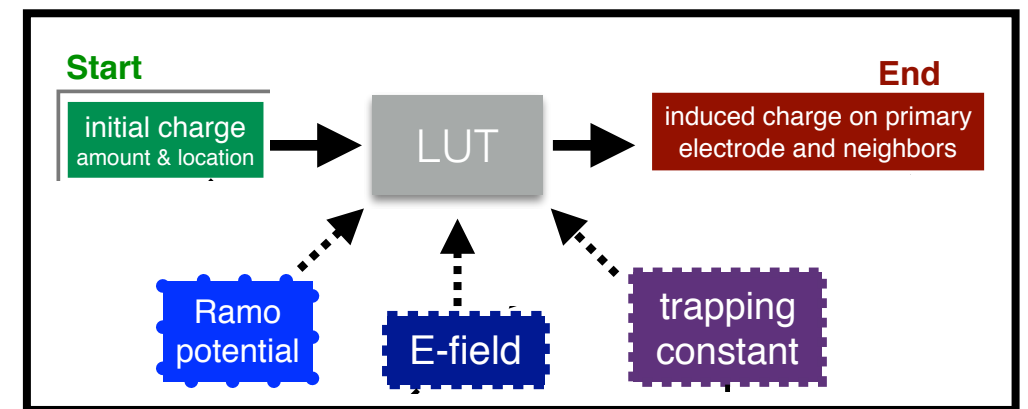 Start
End
initial charge
amount & location
LUT
induced charge on primary
electrode and neighbors
Ramo
potential
E-field
trapping
constant